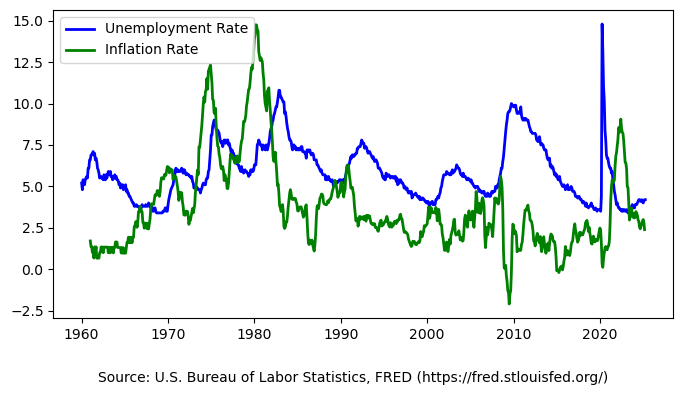 15.0
12.5
10.0
7.5
5.0
2.5
0.0
−2.5
Unemployment Rate
Inflation Rate
1960 1970 1980 1990 2000 2010 2020
Source: U.S. Bureau of Labor Statistics, FRED (https://fred.stlouisfed.org/)